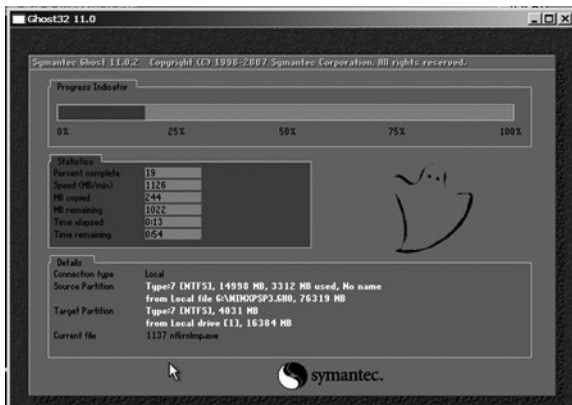 Ghost32 11.0
Symantec Ghost 11.0.2 Copyright (C) 1998-2007 Symantec Corporation. All rights reserved.
Progress Indicator
0% 25% 50% 75% 100%
Statistics
Percent complete 19
Speed (MB/min) 1126
MB copied 244
MB remaining 1022
Time elapsed 0:13
Time remaining 0:54
Details
Connection type Local
Source Partition Type:7 [NTFS], 14998 MB, 3312 MB used, No name
from Local file G:\MINXPSP3.GHO, 76319 MB
Target Partition Type:7 [NTFS], 4031 MB
from Local drive [1], 16384 MB
Current file 1137 ntkrnlmp.exe
symantec.